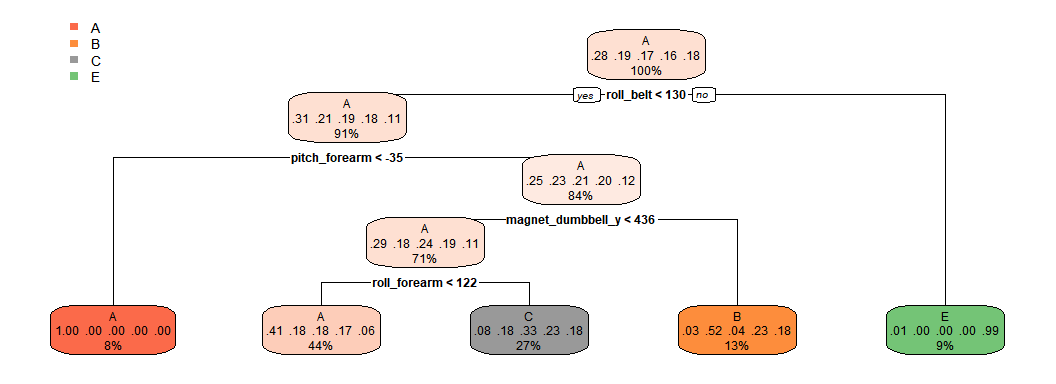 A
B
C
E
A
.28 .19 .17 .16 .18
100%
yes roll_belt < 130 no
A
.31 .21 .19 .18 .11
91%
pitch_forearm < -35
A
.25 .23 .21 .20 .12
84%
magnet_dumbbell_y < 436
A
.29 .18 .24 .19 .11
71%
roll_forearm < 122
A
1.00 .00 .00 .00 .00
8%
A
.41 .18 .18 .17 .06
44%
C
.08 .18 .33 .23 .18
27%
B
.03 .52 .04 .23 .18
13%
E
.01 .00 .00 .00 .99
9%